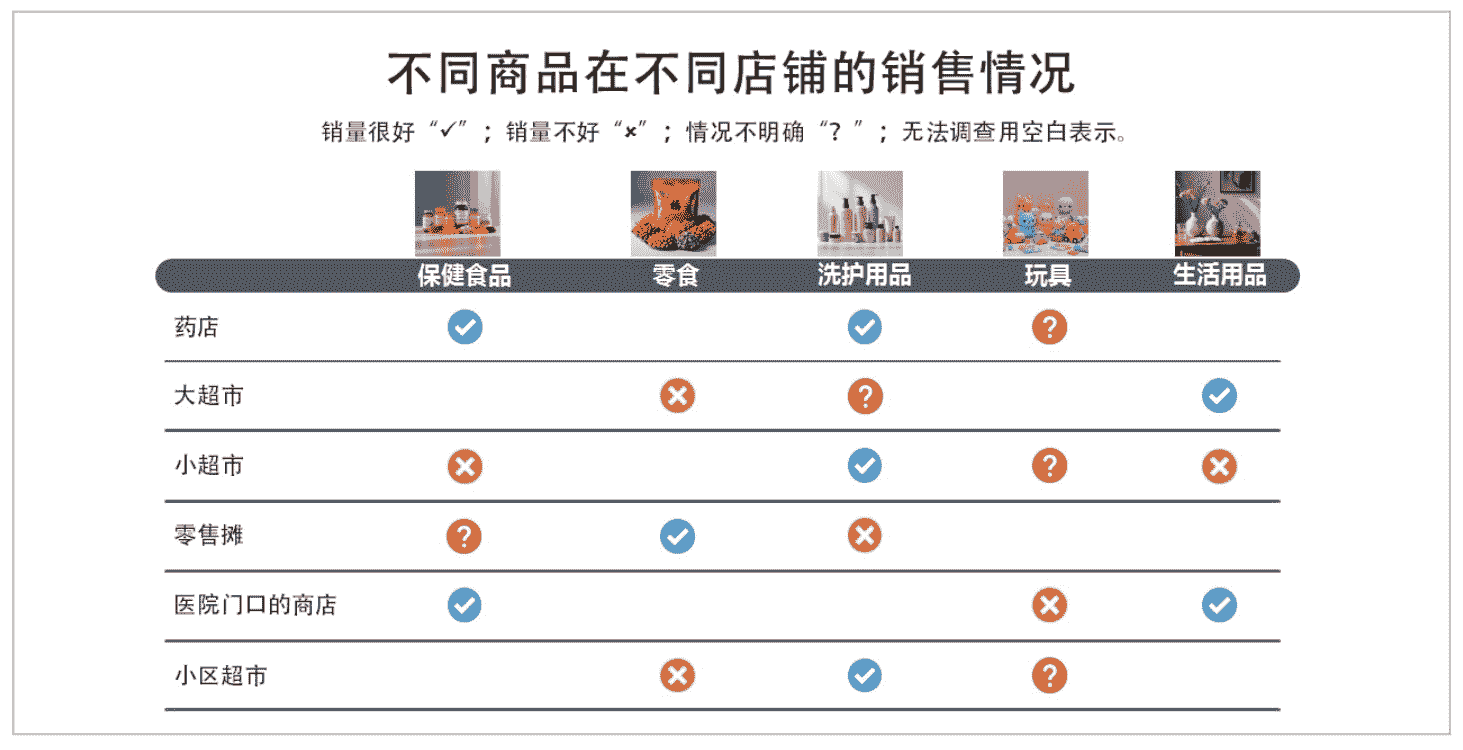 不同商品在不同店铺的销售情况
销量很好“✓”；销量不好“×”；情况不明确“？”；无法调查用空白表示。
保健食品 零食 洗护用品 玩具 生活用品
药店 ✓ ✓ ?
大超市 × ? ✓
小超市 × ✓ ? ×
零售摊 ? ✓ ×
医院门口的商店 ✓ × ✓
小区超市 × ✓ ?